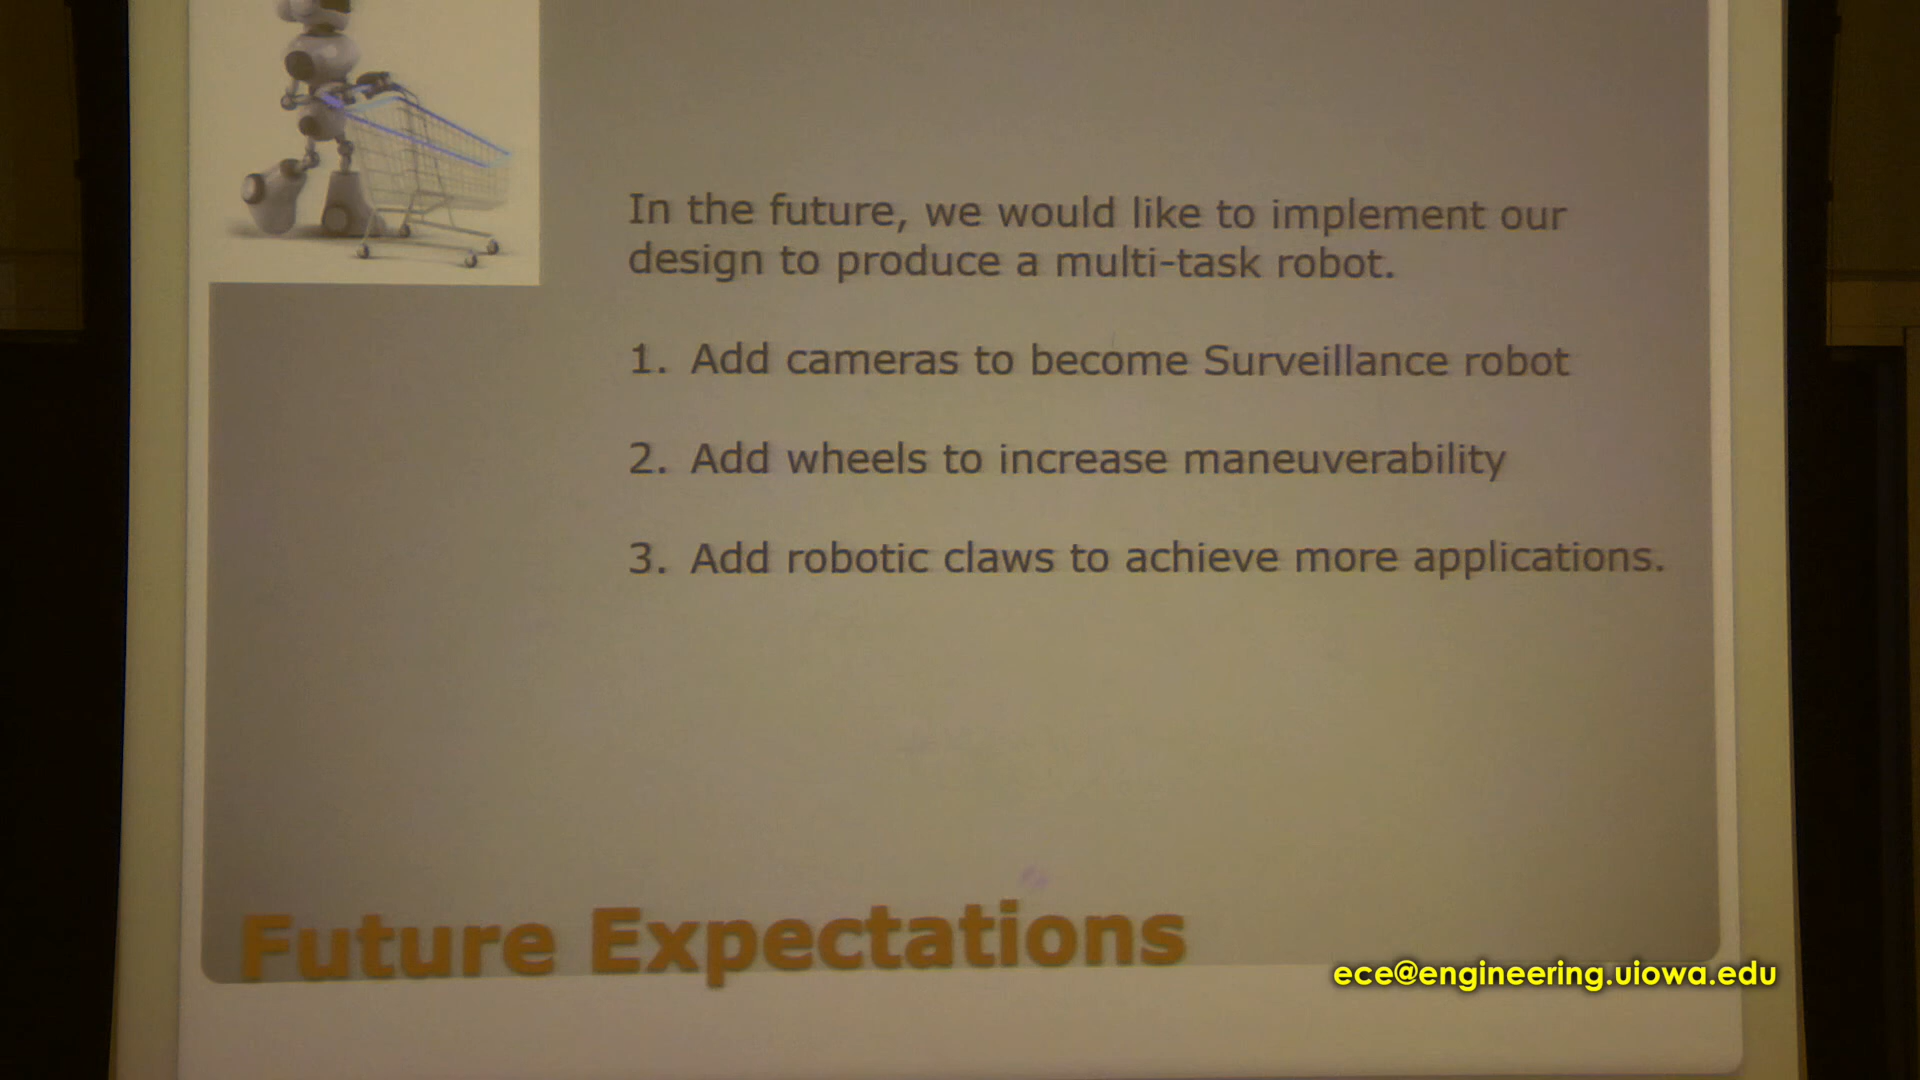 In the future, we would like to implement our
design to produce a multi-task robot.
1. Add cameras to become Surveillance robot
2. Add wheels to increase maneuverability
3. Add robotic claws to achieve more applications.
Future Expectations
ece@engineering.uiowa.edu